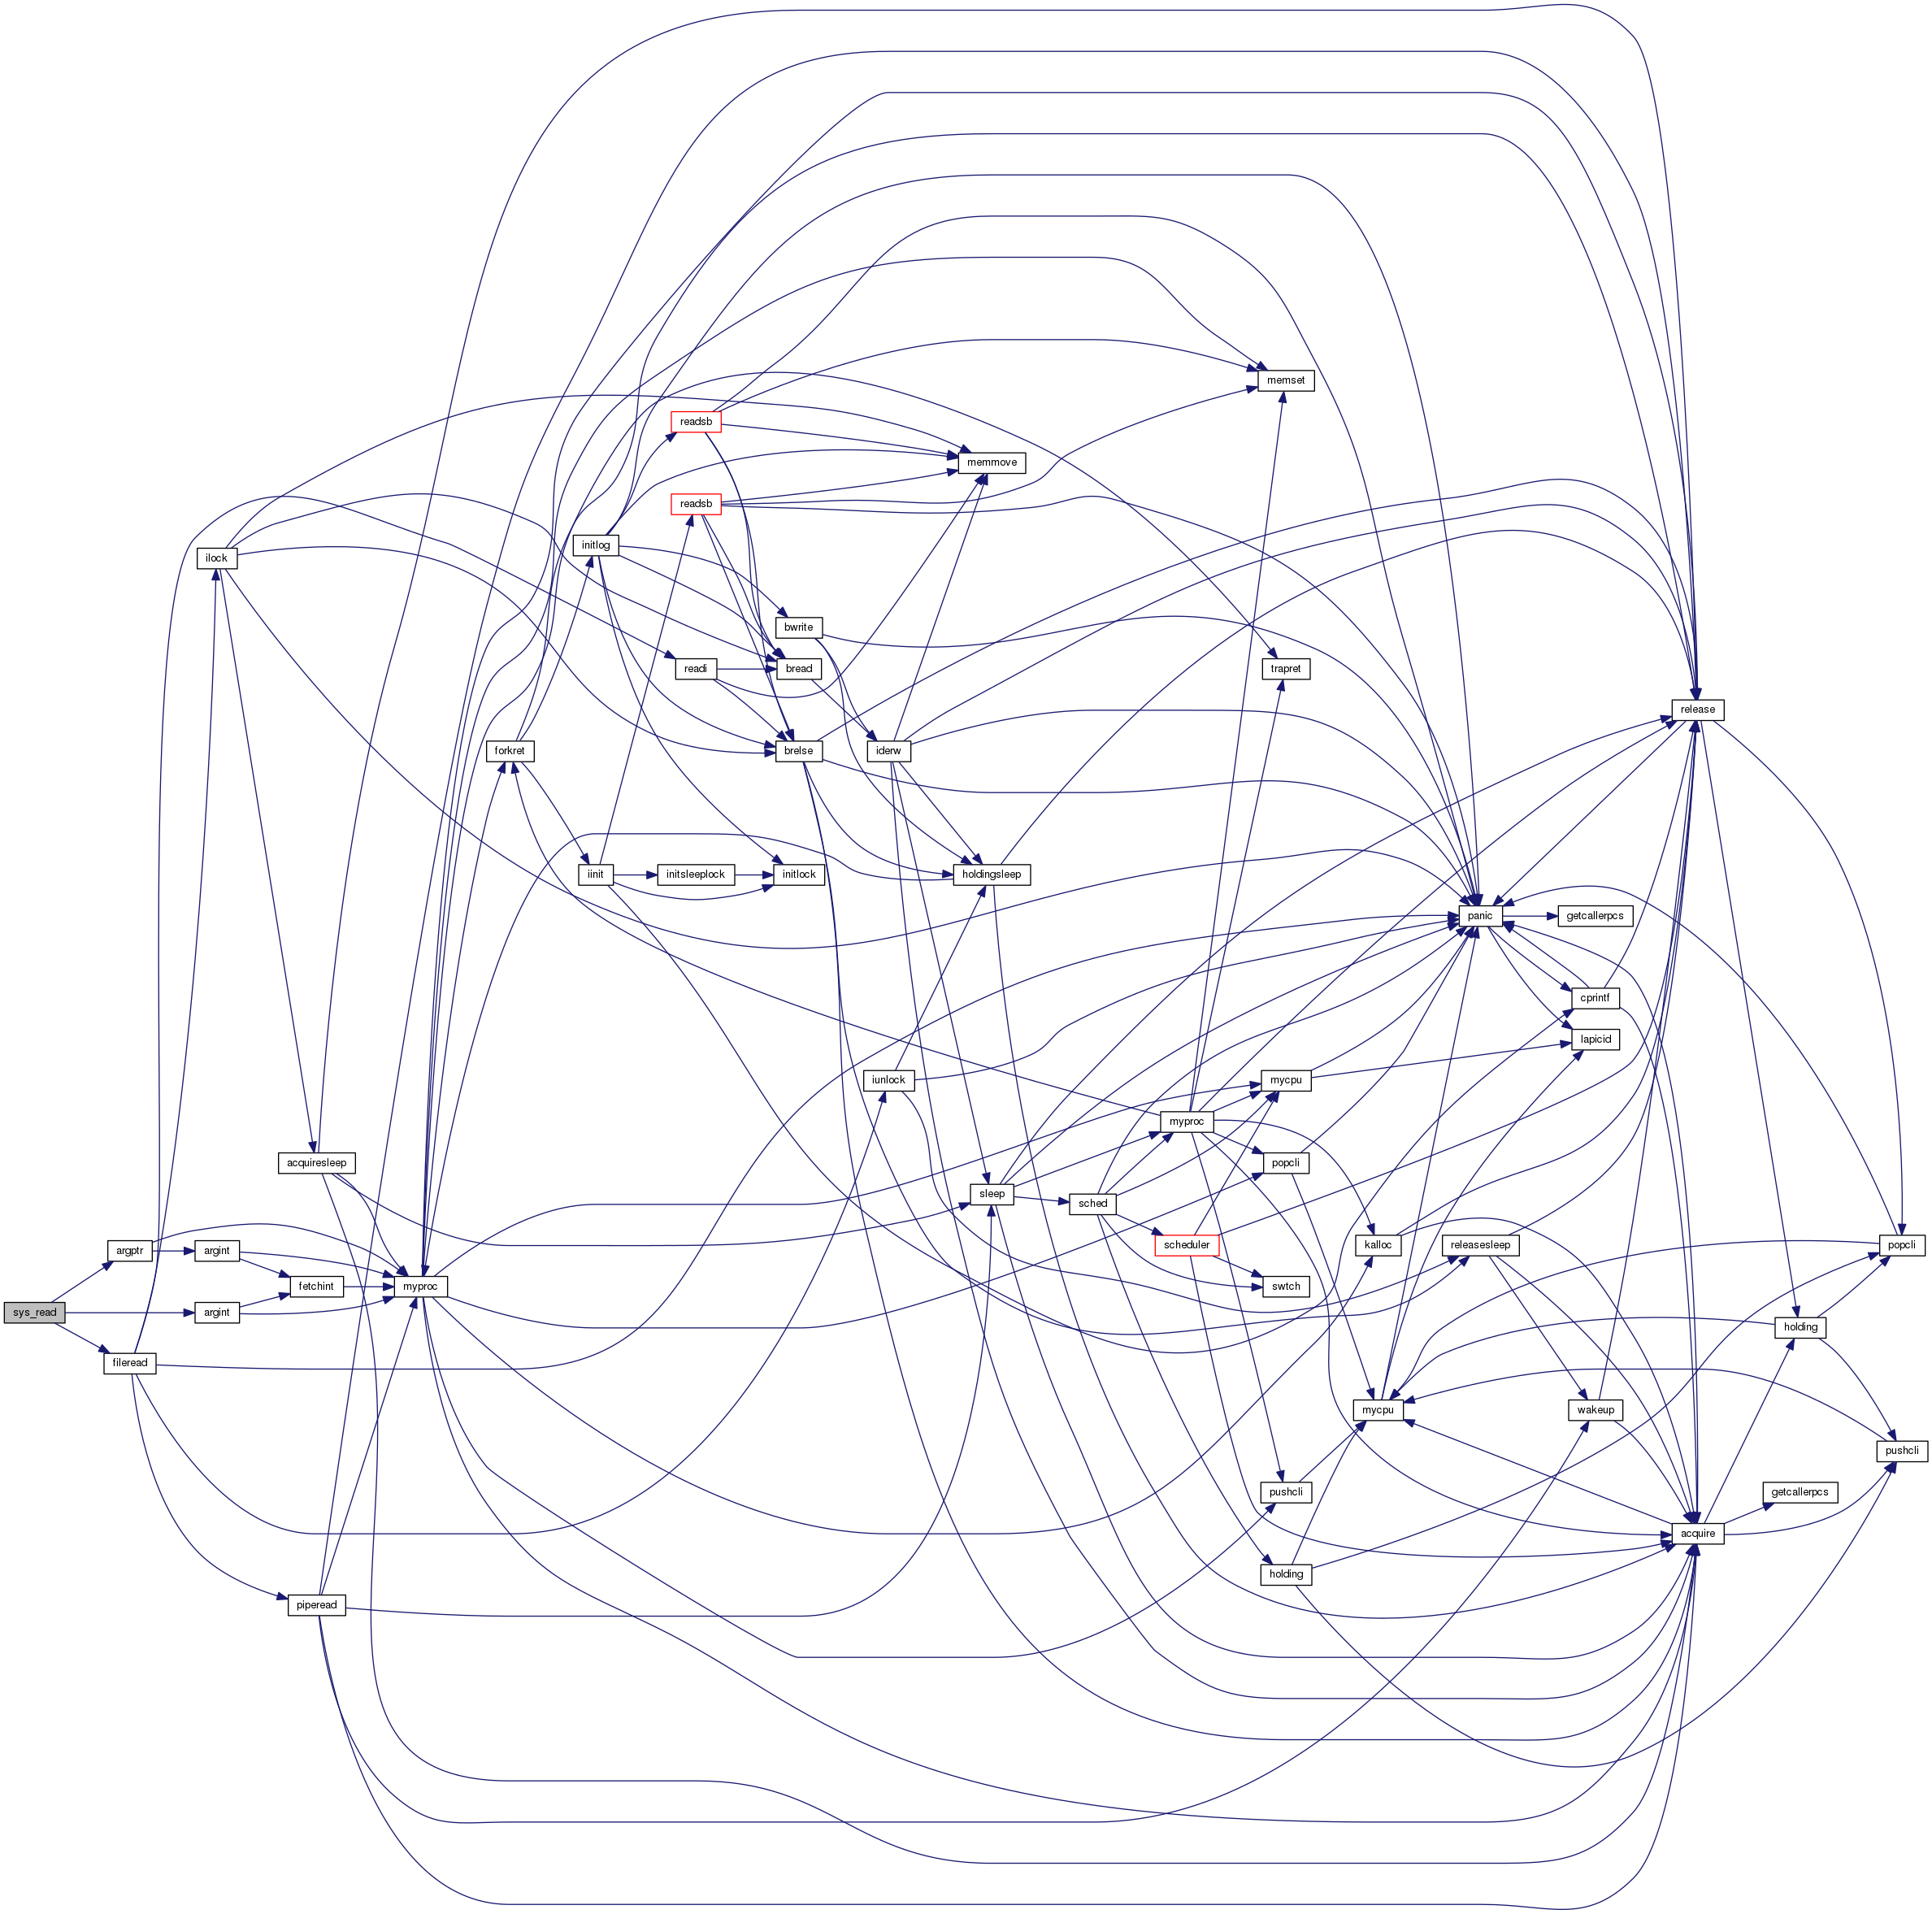 sys_read
argptr
fileread
argint
argint
ilock
fetchint
acquiresleep
piperead
myproc
forkret
initlog
iinit
readsb
readsb
readi
initsleeplock
bwrite
bread
brelse
initlock
iderw
iunlock
memmove
holdingsleep
sleep
sched
myproc
scheduler
memset
trapret
mycpu
popcli
swtch
pushcli
holding
kalloc
mycpu
panic
releasesleep
getcallerpcs
cprintf
lapicid
wakeup
release
acquire
holding
getcallerpcs
popcli
pushcli